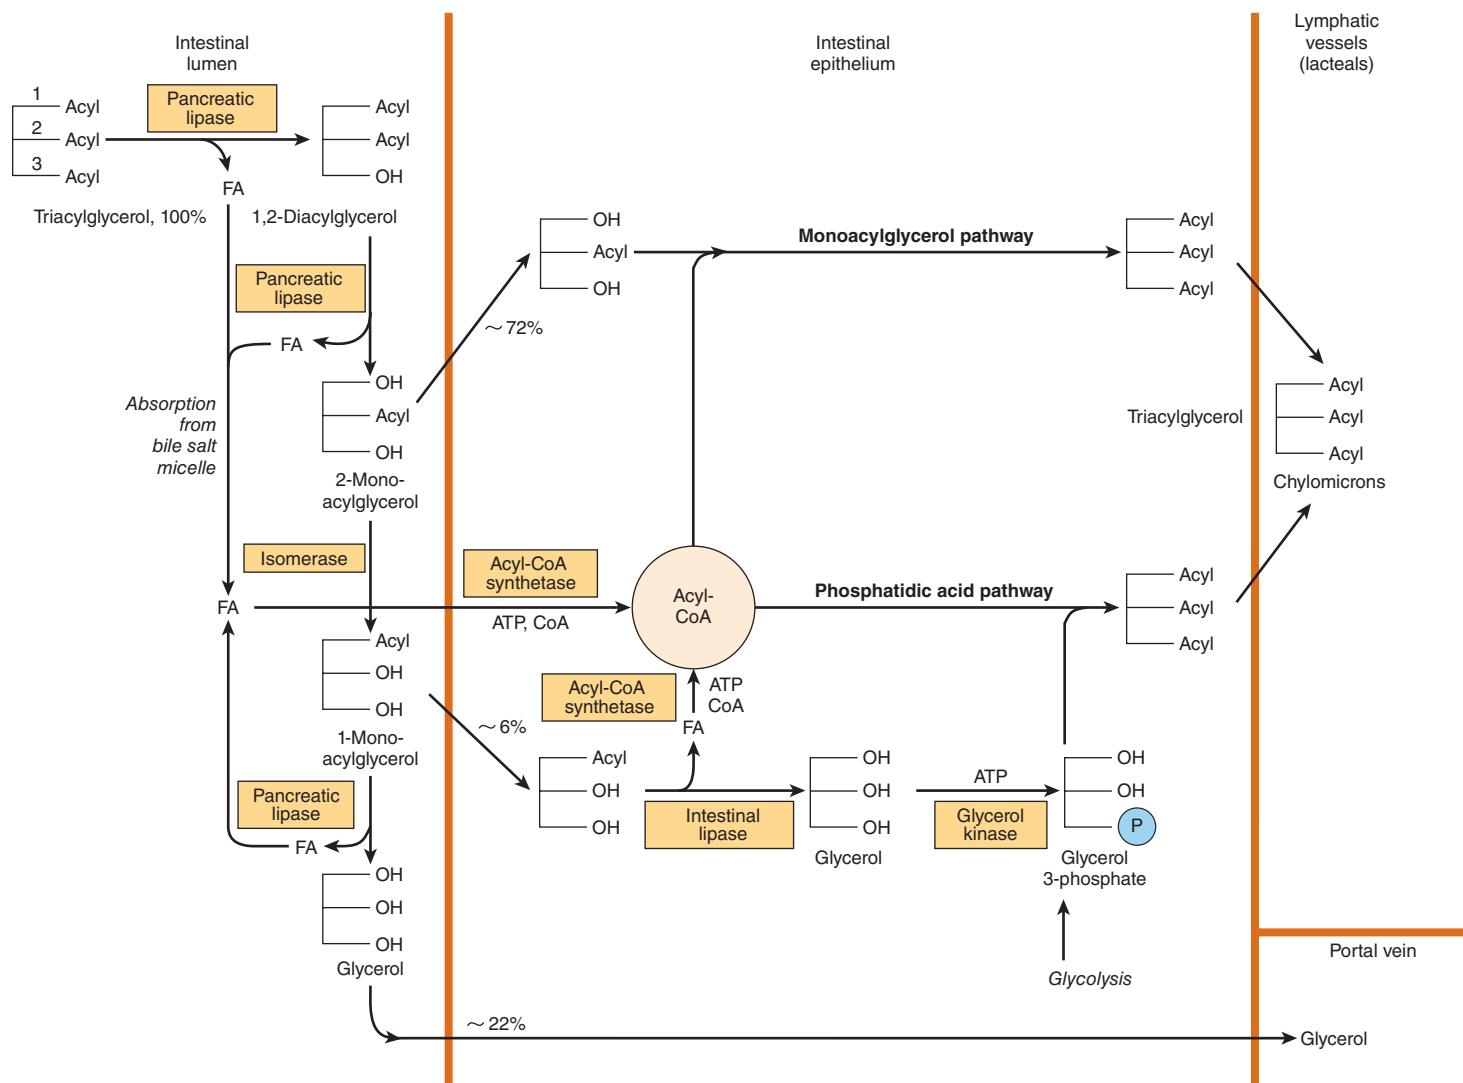 Intestinal
lumen
Intestinal
epithelium
Lymphatic
vessels
(lacteals)
1
Acyl
2
Acyl
3
Acyl
Pancreatic
lipase
Acyl
Acyl
OH
FA
Triacylglycerol, 100%
1,2-Diacylglycerol
Pancreatic
lipase
FA
OH
Acyl
OH
2-Mono-
acylglycerol
Absorption
from
bile salt
micelle
~ 72%
OH
Acyl
OH
Monoacylglycerol pathway
Acyl
Acyl
Acyl
Triacylglycerol
Acyl
Acyl
Acyl
Chylomicrons
Isomerase
FA
Acyl-CoA
synthetase
ATP, CoA
Acyl-
CoA
Phosphatidic acid pathway
Acyl
Acyl
Acyl
Acyl
OH
OH
1-Mono-
acylglycerol
~ 6%
Acyl-CoA
synthetase
ATP
CoA
FA
Acyl
OH
OH
Intestinal
lipase
OH
OH
OH
Glycerol
ATP
Glycerol
kinase
OH
OH
P
Glycerol
3-phosphate
Glycolysis
Pancreatic
lipase
FA
OH
OH
OH
Glycerol
~ 22%
Portal vein
Glycerol